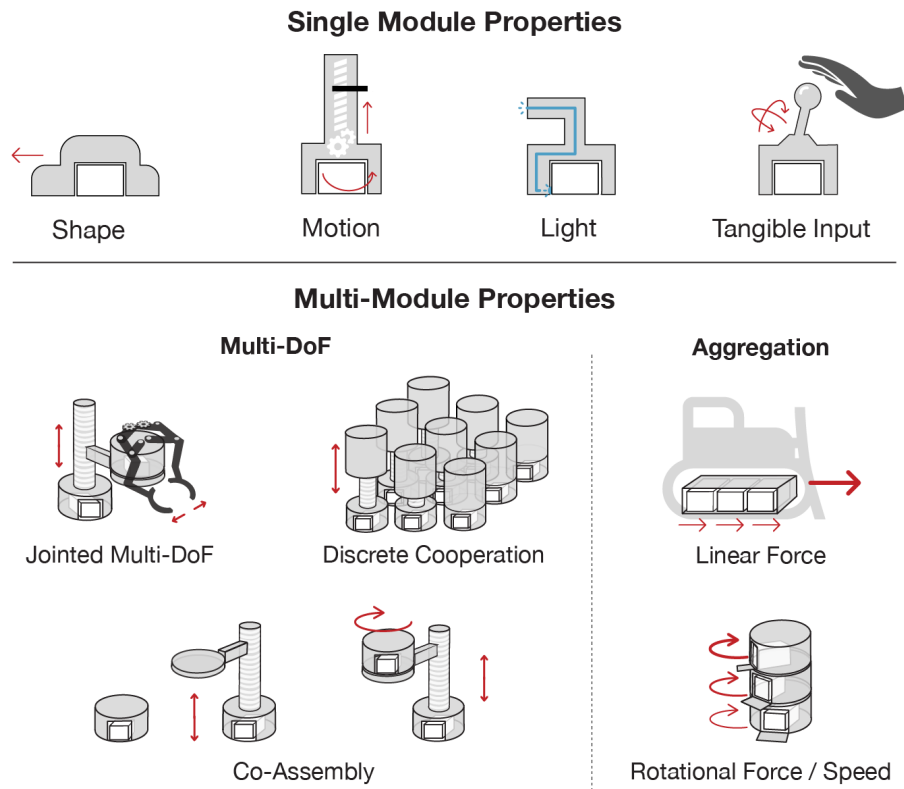 Single Module Properties
Shape
Motion
Light
Tangible Input
Multi-Module Properties
Multi-DoF
Aggregation
Jointed Multi-DoF
Discrete Cooperation
Linear Force
Co-Assembly
Rotational Force / Speed